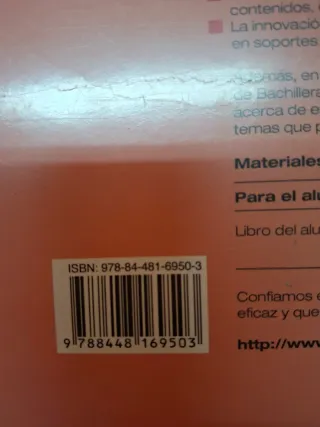 contenidos,
La innovació
en soportes
de Bachillera
acerca de e
temas que p
Materiales
Para el alu
Libro del alu
ISBN: 978-84-481-6950-3
9 788448 169503
Confiamos e
eficaz y que
http://www